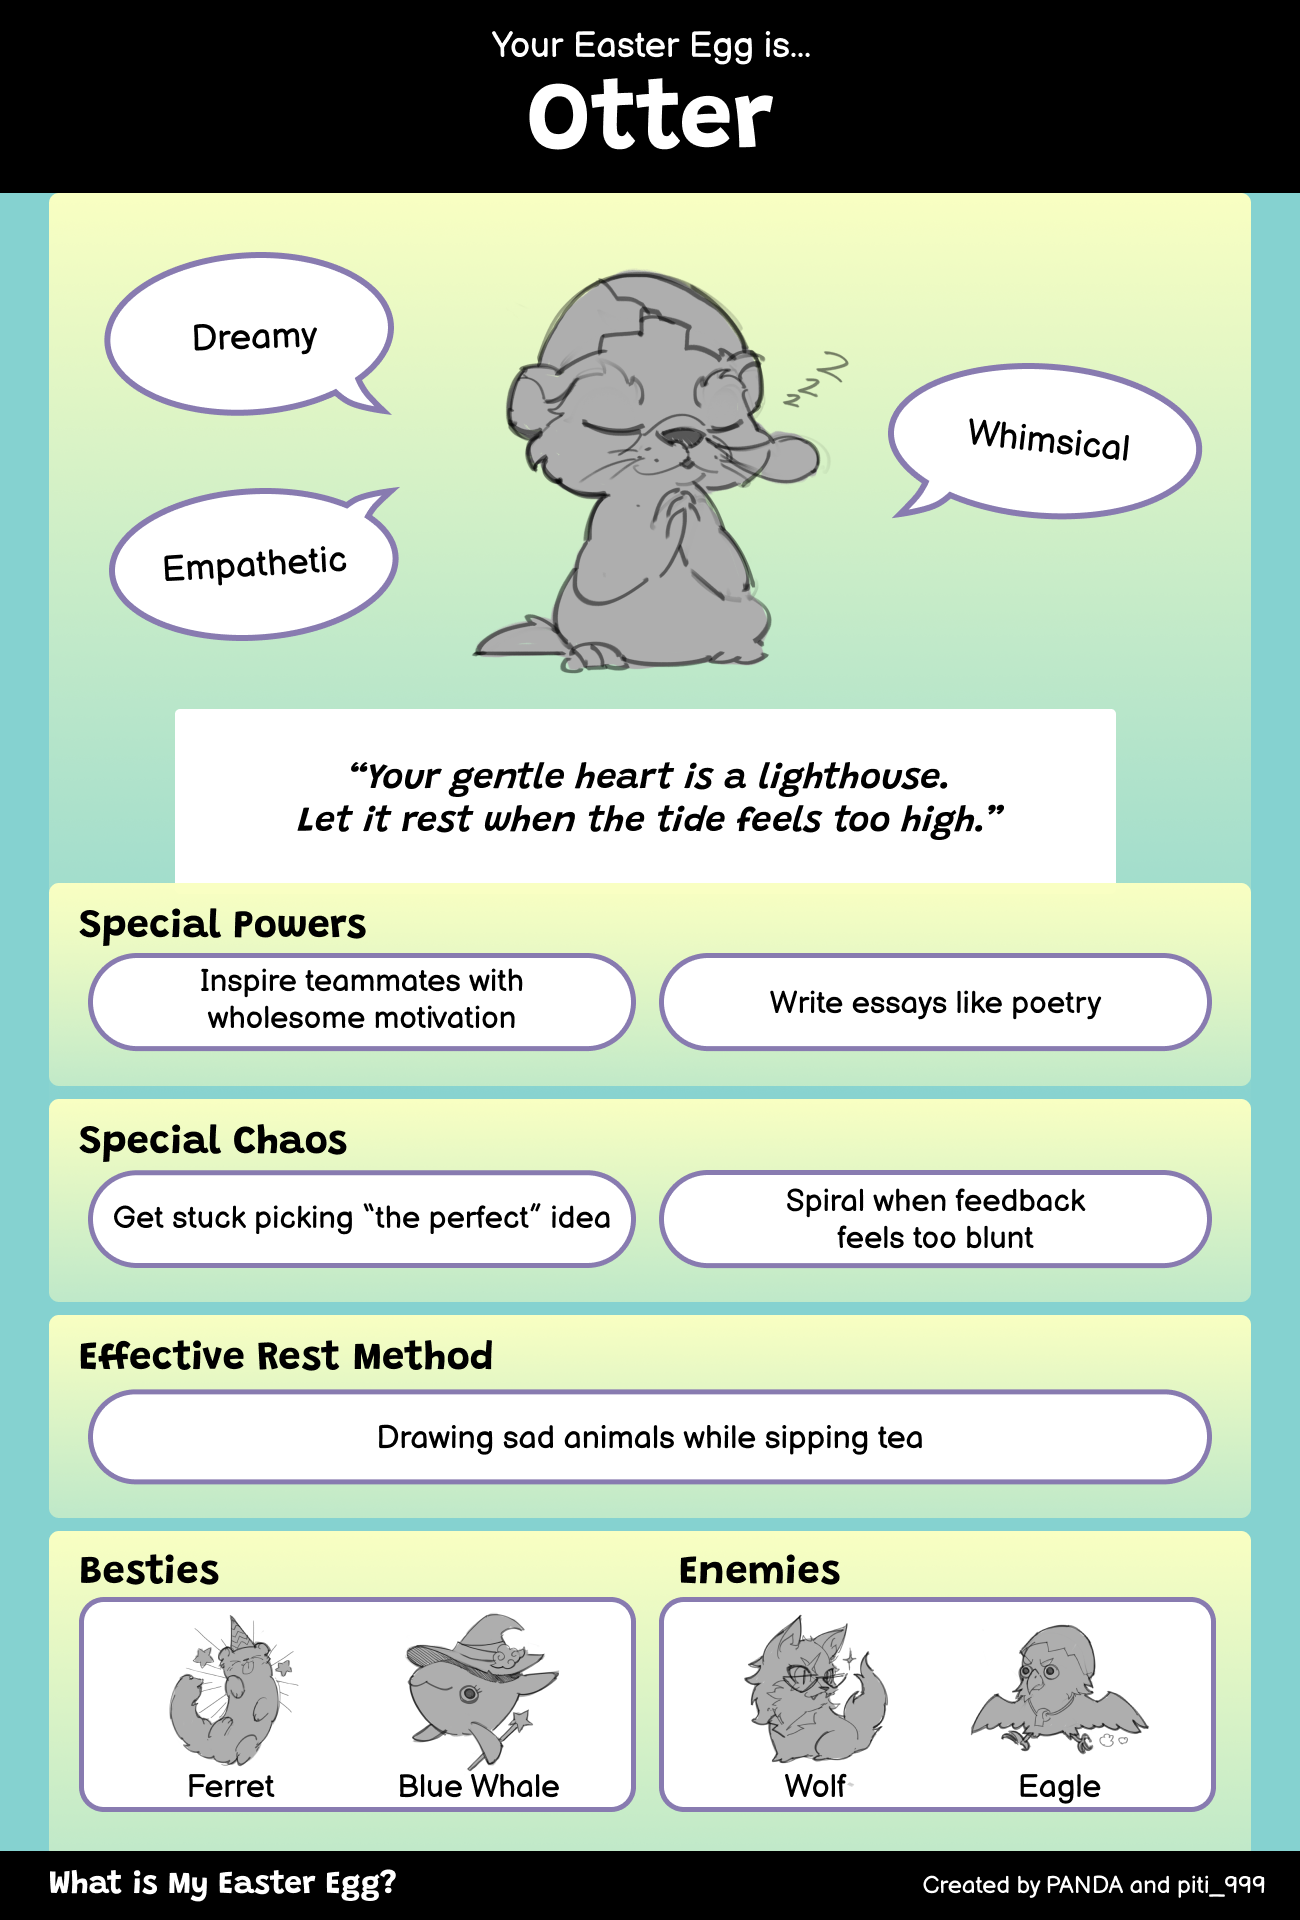 Your Easter Egg is...
Otter
Dreamy
Whimsical
Empathetic
zzz
“Your gentle heart is a lighthouse.
Let it rest when the tide feels too high.”
Special Powers
Inspire teammates with
wholesome motivation
Write essays like poetry
Special Chaos
Get stuck picking “the perfect” idea
Spiral when feedback
feels too blunt
Effective Rest Method
Drawing sad animals while sipping tea
Besties
Enemies
Ferret
Blue Whale
Wolf
Eagle
What is My Easter Egg?
Created by PANDA and piti_999